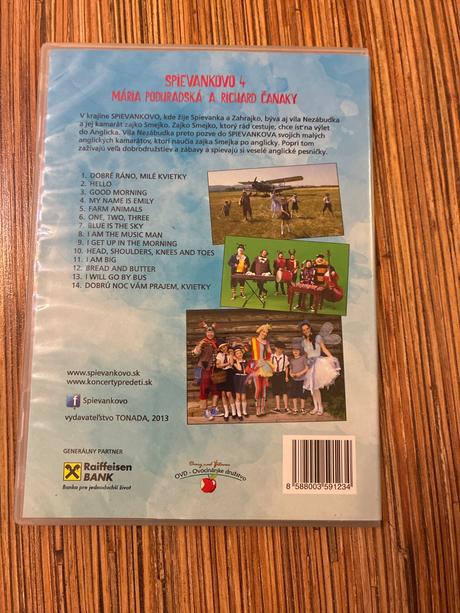 SPIEVANKOVO 4
MÁRIA PODHRADSKÁ A RICHARD ČANAKY
V krajine SPIEVANKOVO, kde žije Spievanka a Zahrajko, býva aj víla Nezábudka
a jej kamarát zajko Smejko. Zajko Smejko, ktorý rád cestuje, chce ísť na výlet
do Anglicka. Víla Nezábudka preto pozve do SPIEVANKOVA svojich malých
anglických kamarátov, ktorí naučia zajka Smejka po anglicky. Popri tom
zažívajú veľa dobrodružstiev a zábavy a spievajú si veselé anglické pesničky.
1. DOBRÉ RÁNO, MILÉ KVIETKY
2. HELLO
3. GOOD MORNING
4. MY NAME IS EMILY
5. FARM ANIMALS
6. ONE, TWO, THREE
7. BLUE IS THE SKY
8. I AM THE MUSIC MAN
9. I GET UP IN THE MORNING
10. HEAD, SHOULDERS, KNEES AND TOES
11. I AM BIG
12. BREAD AND BUTTER
13. I WILL GO BY BUS
14. DOBRÚ NOC VÁM PRAJEM, KVIETKY
www.spievankovo.sk
www.koncertypredeti.sk
f Spievankovo
vydavateľstvo TONADA, 2013
GENERÁLNY PARTNER
Raiffeisen
BANK
Banka pre jednoduchší život
OVD - Ovocinárske družstvo
8 588003 591234